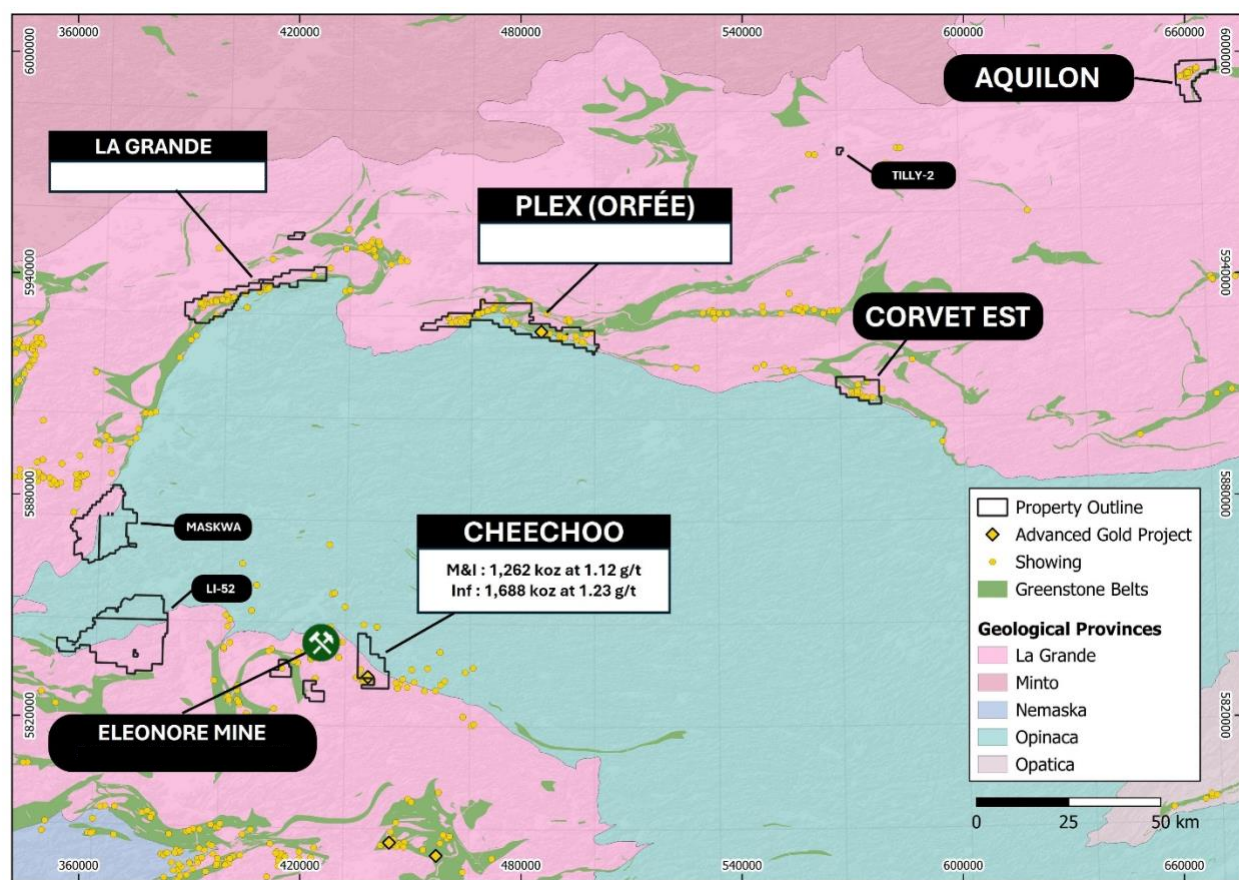 360000
420000
480000
540000
600000
660000
6000000
6000000
AQUILON
LA GRANDE
TILLY-2
PLEX (ORFÉE)
5940000
5940000
CORVET EST
5880000
5880000
MASKWA
CHEECHOO
M&I : 1,262 koz at 1.12 g/t
Inf : 1,688 koz at 1.23 g/t
LI-52
ELEONORE MINE
5820000
5820000
Property Outline
Advanced Gold Project
Showing
Greenstone Belts
Geological Provinces
La Grande
Minto
Nemaska
Opinaca
Opatica
0
25
50 km
360000
420000
480000
540000
600000
660000